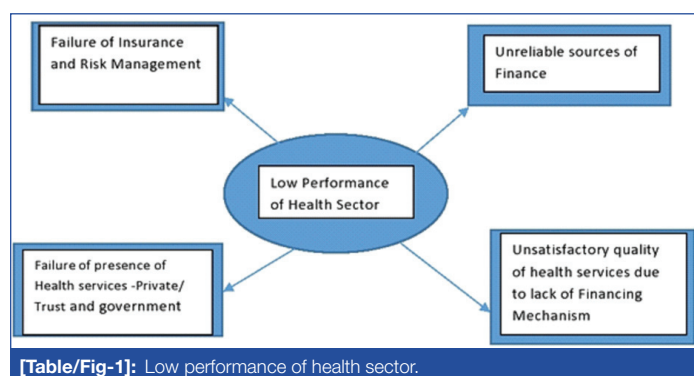 Failure of Insurance
and Risk Management
Unreliable sources of
Finance
Low Performance
of Health Sector
Failure of presence of
Health services -Private/
Trust and government
Unsatisfactory quality
of health services due
to lack of Financing
Mechanism
[Table/Fig-1]: Low performance of health sector.